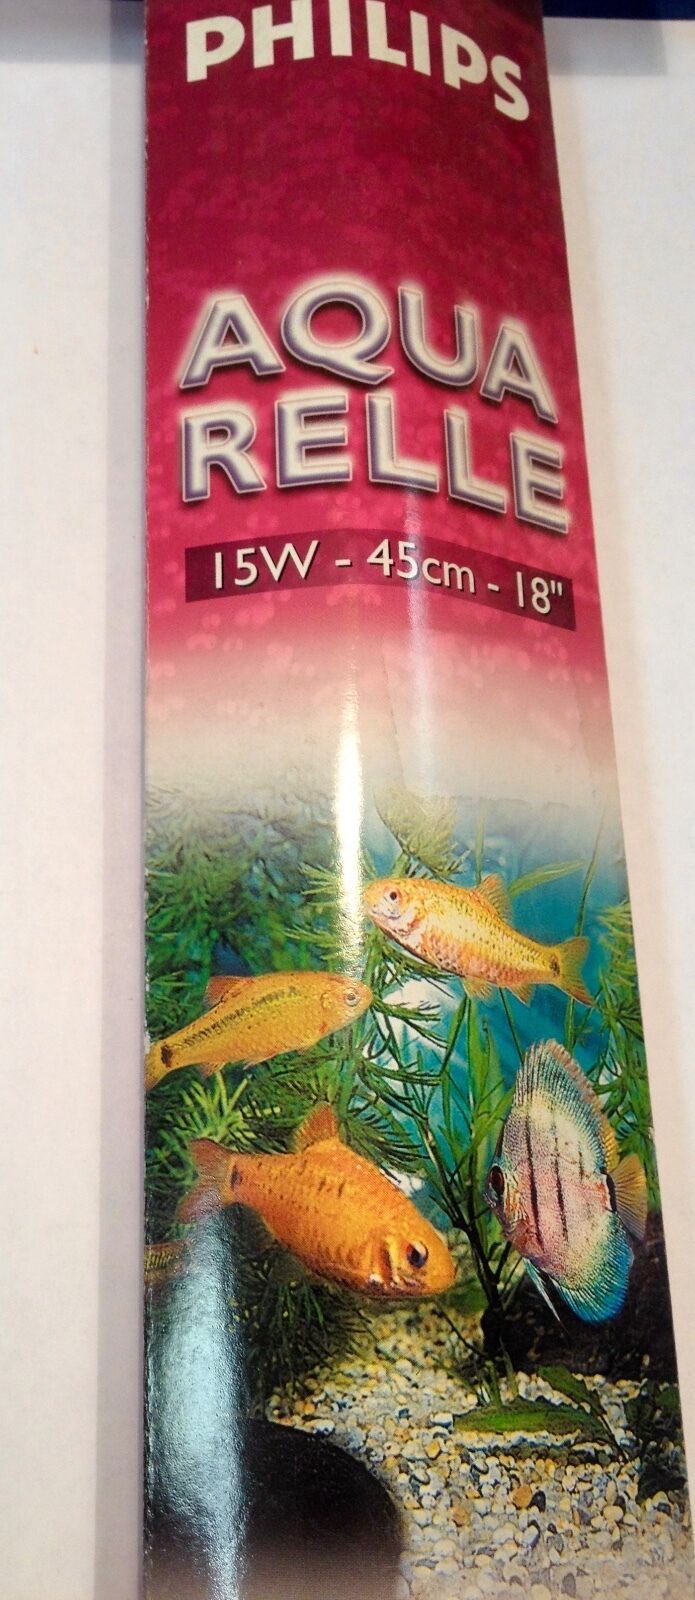 PHILIPS
AQUA
RELLE
15W - 45cm - 18"